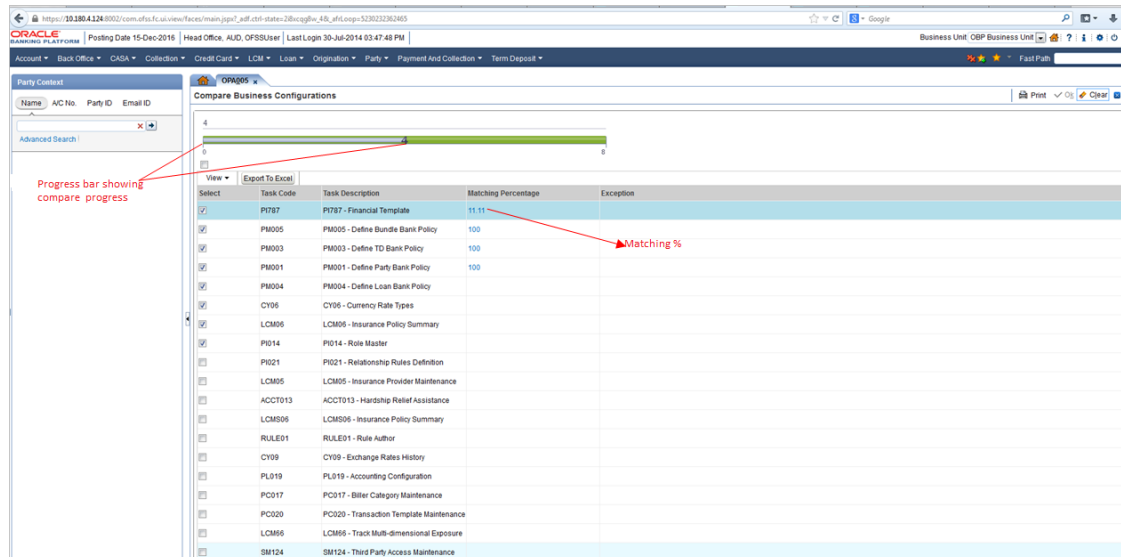 https://10.180.4.124:8002/com.ofss.fc.ui.view/faces/main.jspx?_adf.ctrl-state=2i8xcqg8w_4&_afrLoop=5230232362465
Google
ORACLE
BANKING PLATFORM
Posting Date 15-Dec-2016 Head Office, AUD, OFSSUser Last Login 30-Jul-2014 03:47:48 PM
Business Unit OBP Business Unit
Account Back Office CASA Collection Credit Card LCM Loan Origination Party Payment And Collection Term Deposit
Fast Path
Party Context
OPA005 x
Name A/C No. Party ID Email ID
Compare Business Configurations
Print Ok Clear
Advanced Search
4
4
0 8
Progress bar showing
compare progress
View Export To Excel
Select Task Code Task Description Matching Percentage Exception
PI787 PI787 - Financial Template 11.11
PM005 PM005 - Define Bundle Bank Policy 100
PM003 PM003 - Define TD Bank Policy 100
Matching %
PM001 PM001 - Define Party Bank Policy 100
PM004 PM004 - Define Loan Bank Policy
CY06 CY06 - Currency Rate Types
LCM06 LCM06 - Insurance Policy Summary
PI014 PI014 - Role Master
PI021 PI021 - Relationship Rules Definition
LCM05 LCM05 - Insurance Provider Maintenance
ACCT013 ACCT013 - Hardship Relief Assistance
LCMS06 LCMS06 - Insurance Policy Summary
RULE01 RULE01 - Rule Author
CY09 CY09 - Exchange Rates History
PL019 PL019 - Accounting Configuration
PC017 PC017 - Biller Category Maintenance
PC020 PC020 - Transaction Template Maintenance
LCM66 LCM66 - Track Multi-dimensional Exposure
SM124 SM124 - Third Party Access Maintenance